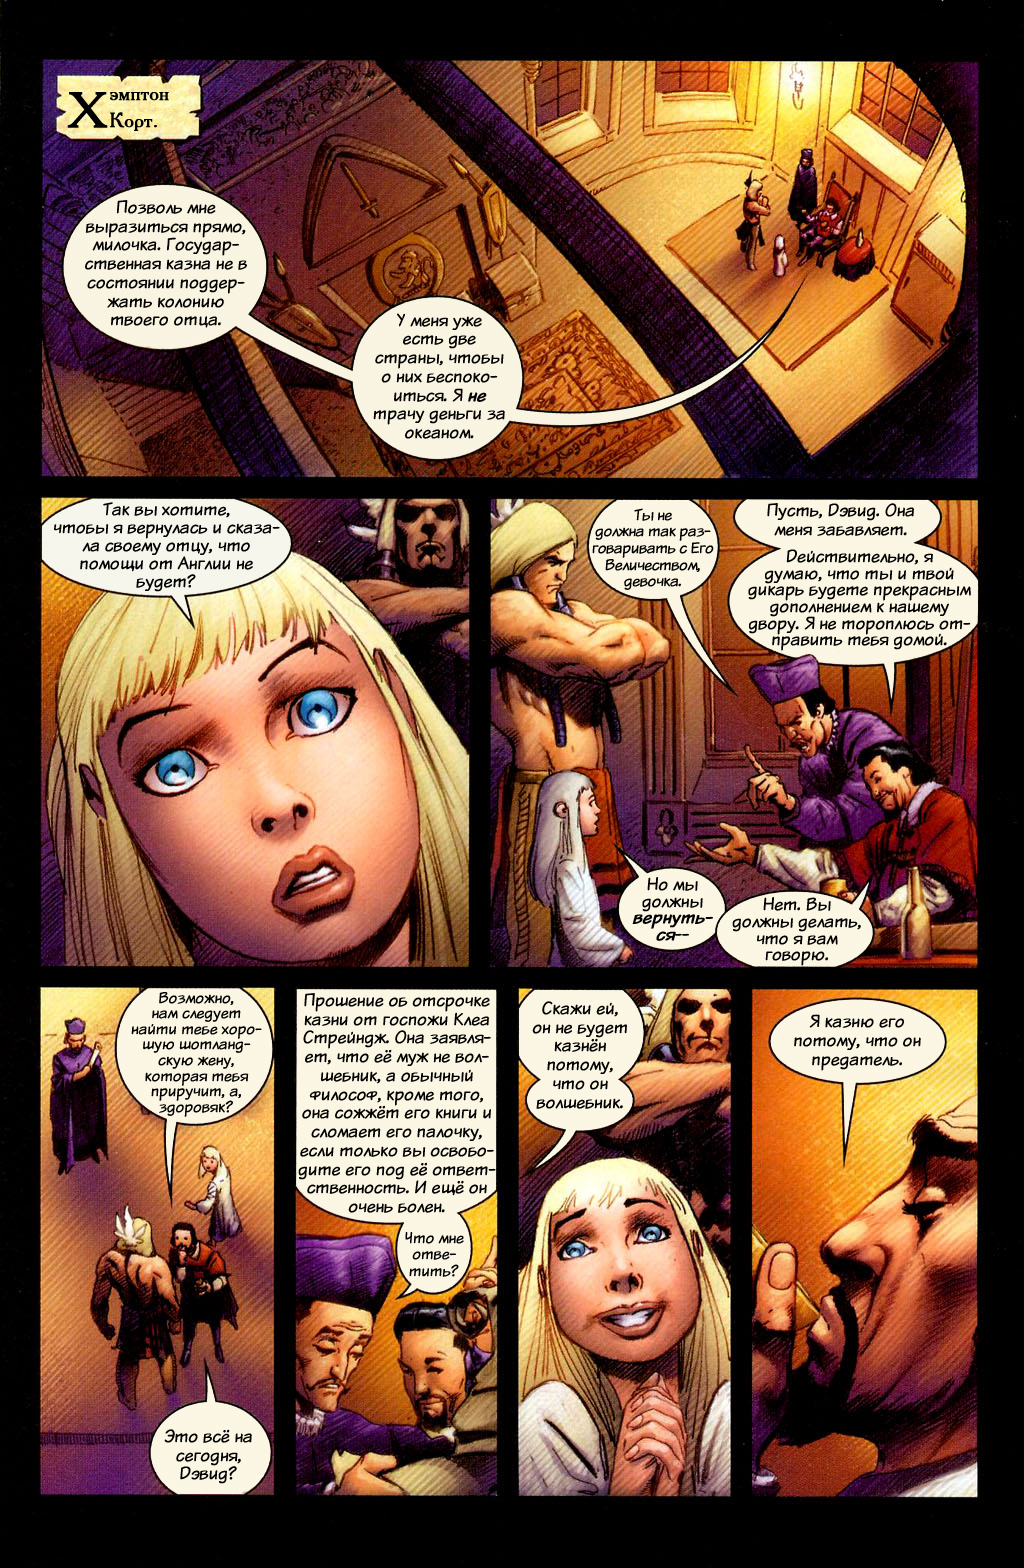 Хэмптон
Корт.
Позволь мне
выразиться прямо,
милочка. Государ-
ственная казна не в
состоянии поддер-
жать колонию
твоего отца.
У меня уже
есть две
страны, чтобы
о них беспоко-
иться. Я не
трачу деньги за
океаном.
Так вы хотите,
чтобы я вернулась и сказа-
ла своему отцу, что
помощи от Англии не
будет?
Ты не
должна так раз-
говаривать с Его
Величеством,
девочка.
Пусть, Дэвид. Она
меня забавляет.
Действительно, я
думаю, что ты и твой
дикарь будете прекрасным
дополнением к нашему
двору. Я не тороплюсь от-
править тебя домой.
Но мы
должны
вернуть-
ся--
Нет. Вы
должны делать,
что я вам
говорю.
Возможно,
нам следует
найти тебе хоро-
шую шотланд-
скую жену,
которая тебя
приручит, а,
здоровяк?
Это всё на
сегодня,
Дэвид?
Прошение об отсрочке
казни от госпожи Клеа
Стрейндж. Она заявля-
ет, что её муж не вол-
шебник, а обычный
философ, кроме того,
она сожжёт его книги и
сломает его палочку,
если только вы освобо-
дите его под её ответ-
ственность. И ещё он
очень болен.
Что мне
отве-
тить?
Скажи ей,
он не будет
казнён
потому,
что он
волшебник.
Я казню его
потому, что он
предатель.